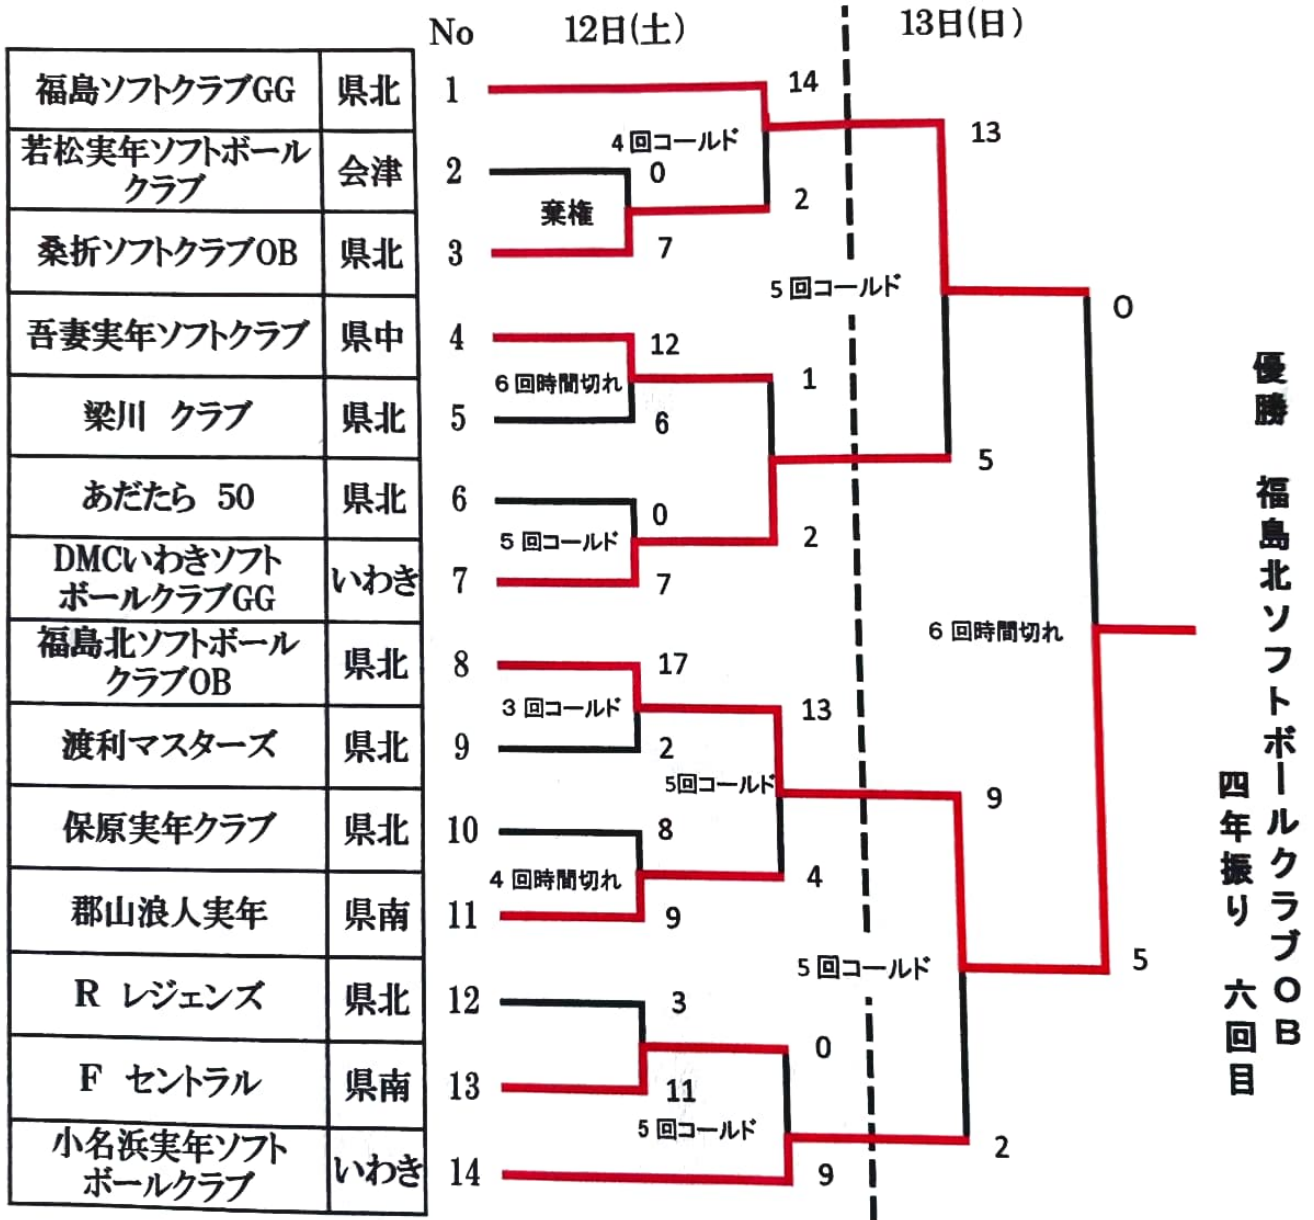 No 12日(土) 13日(日)
福島ソフトクラブGG 県北 1
若松実年ソフトボール
クラブ 会津 2
桑折ソフトクラブOB 県北 3
吾妻実年ソフトクラブ 県中 4
梁川 クラブ 県北 5
あだたら 50 県北 6
DMCいわきソフト
ボールクラブGG いわき 7
福島北ソフトボール
クラブOB 県北 8
渡利マスターズ 県北 9
保原実年クラブ 県北 10
郡山浪人実年 県南 11
R レジェンズ 県北 12
F セントラル 県南 13
小名浜実年ソフト
ボールクラブ いわき 14
14
4回コールド
0
棄権
2
7
12
6回時間切れ
6
1
0
5回コールド
7
2
17
3回コールド
2
13
5回コールド
8
4回時間切れ
9
4
3
11
0
5回コールド
9
13
5回コールド
5
9
5回コールド
2
0
6回時間切れ
5
優勝 福島北ソフトボールクラブOB
四年振り 六回目